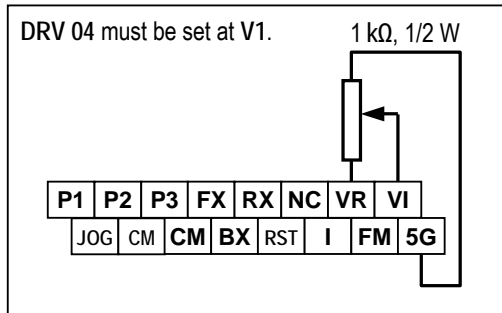 DRV 04 must be set at V1. 1 kΩ, 1/2 W
P1 P2 P3 FX RX NC VR VI
JOG CM CM BX RST I FM 5G